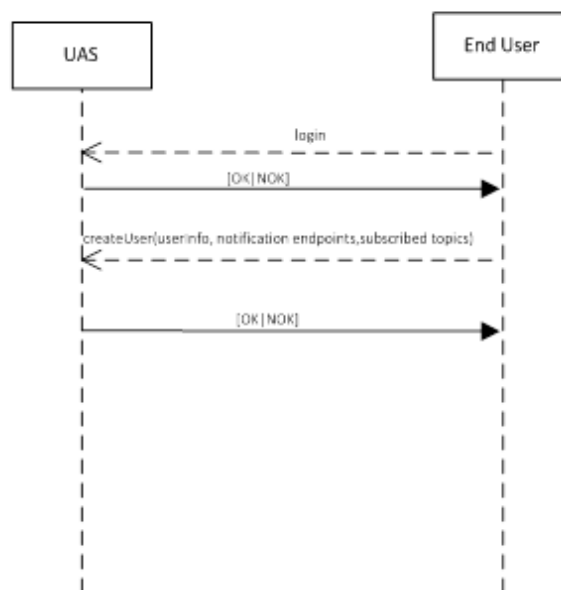 UAS
End User
login
[OK|NOK]
createUser(userInfo, notification endpoints,subscribed topics)
[OK|NOK]